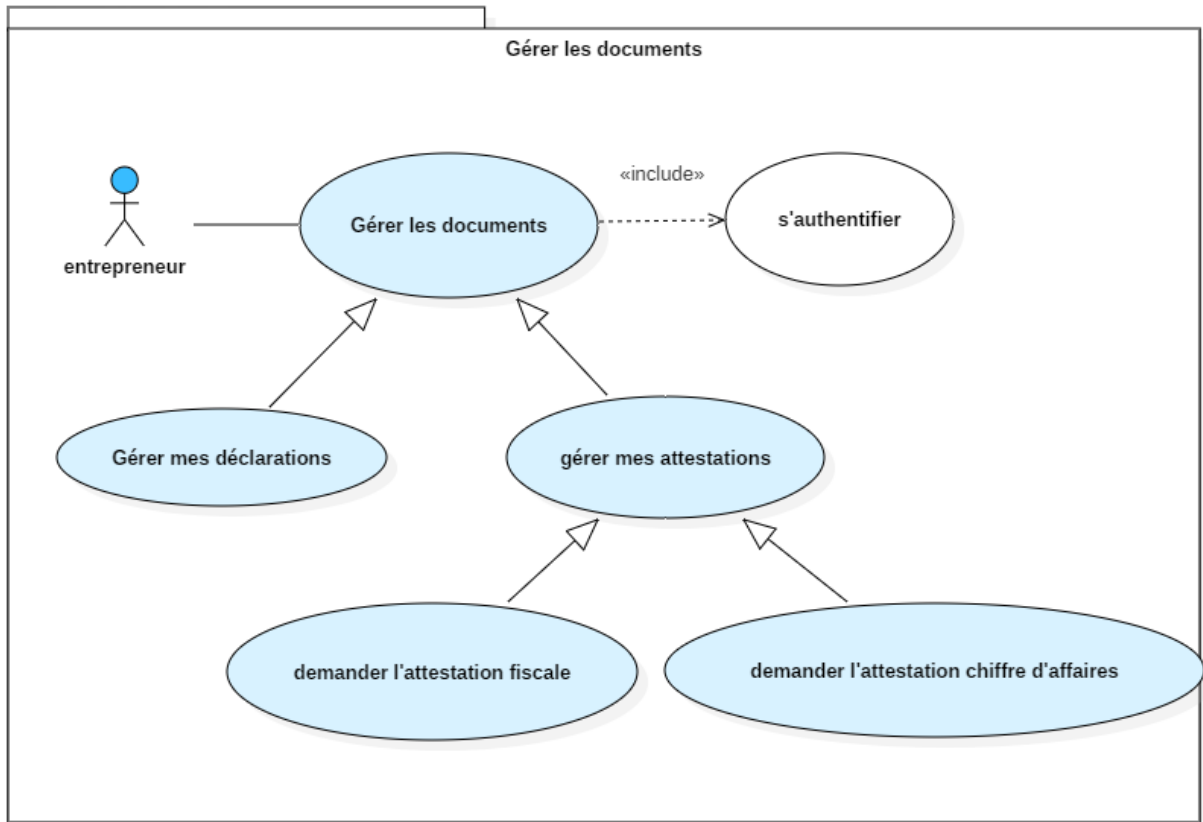 Gérer les documents
«include»
Gérer les documents
s'authentifier
entrepreneur
Gérer mes déclarations
gérer mes attestations
demander l'attestation fiscale
demander l'attestation chiffre d'affaires